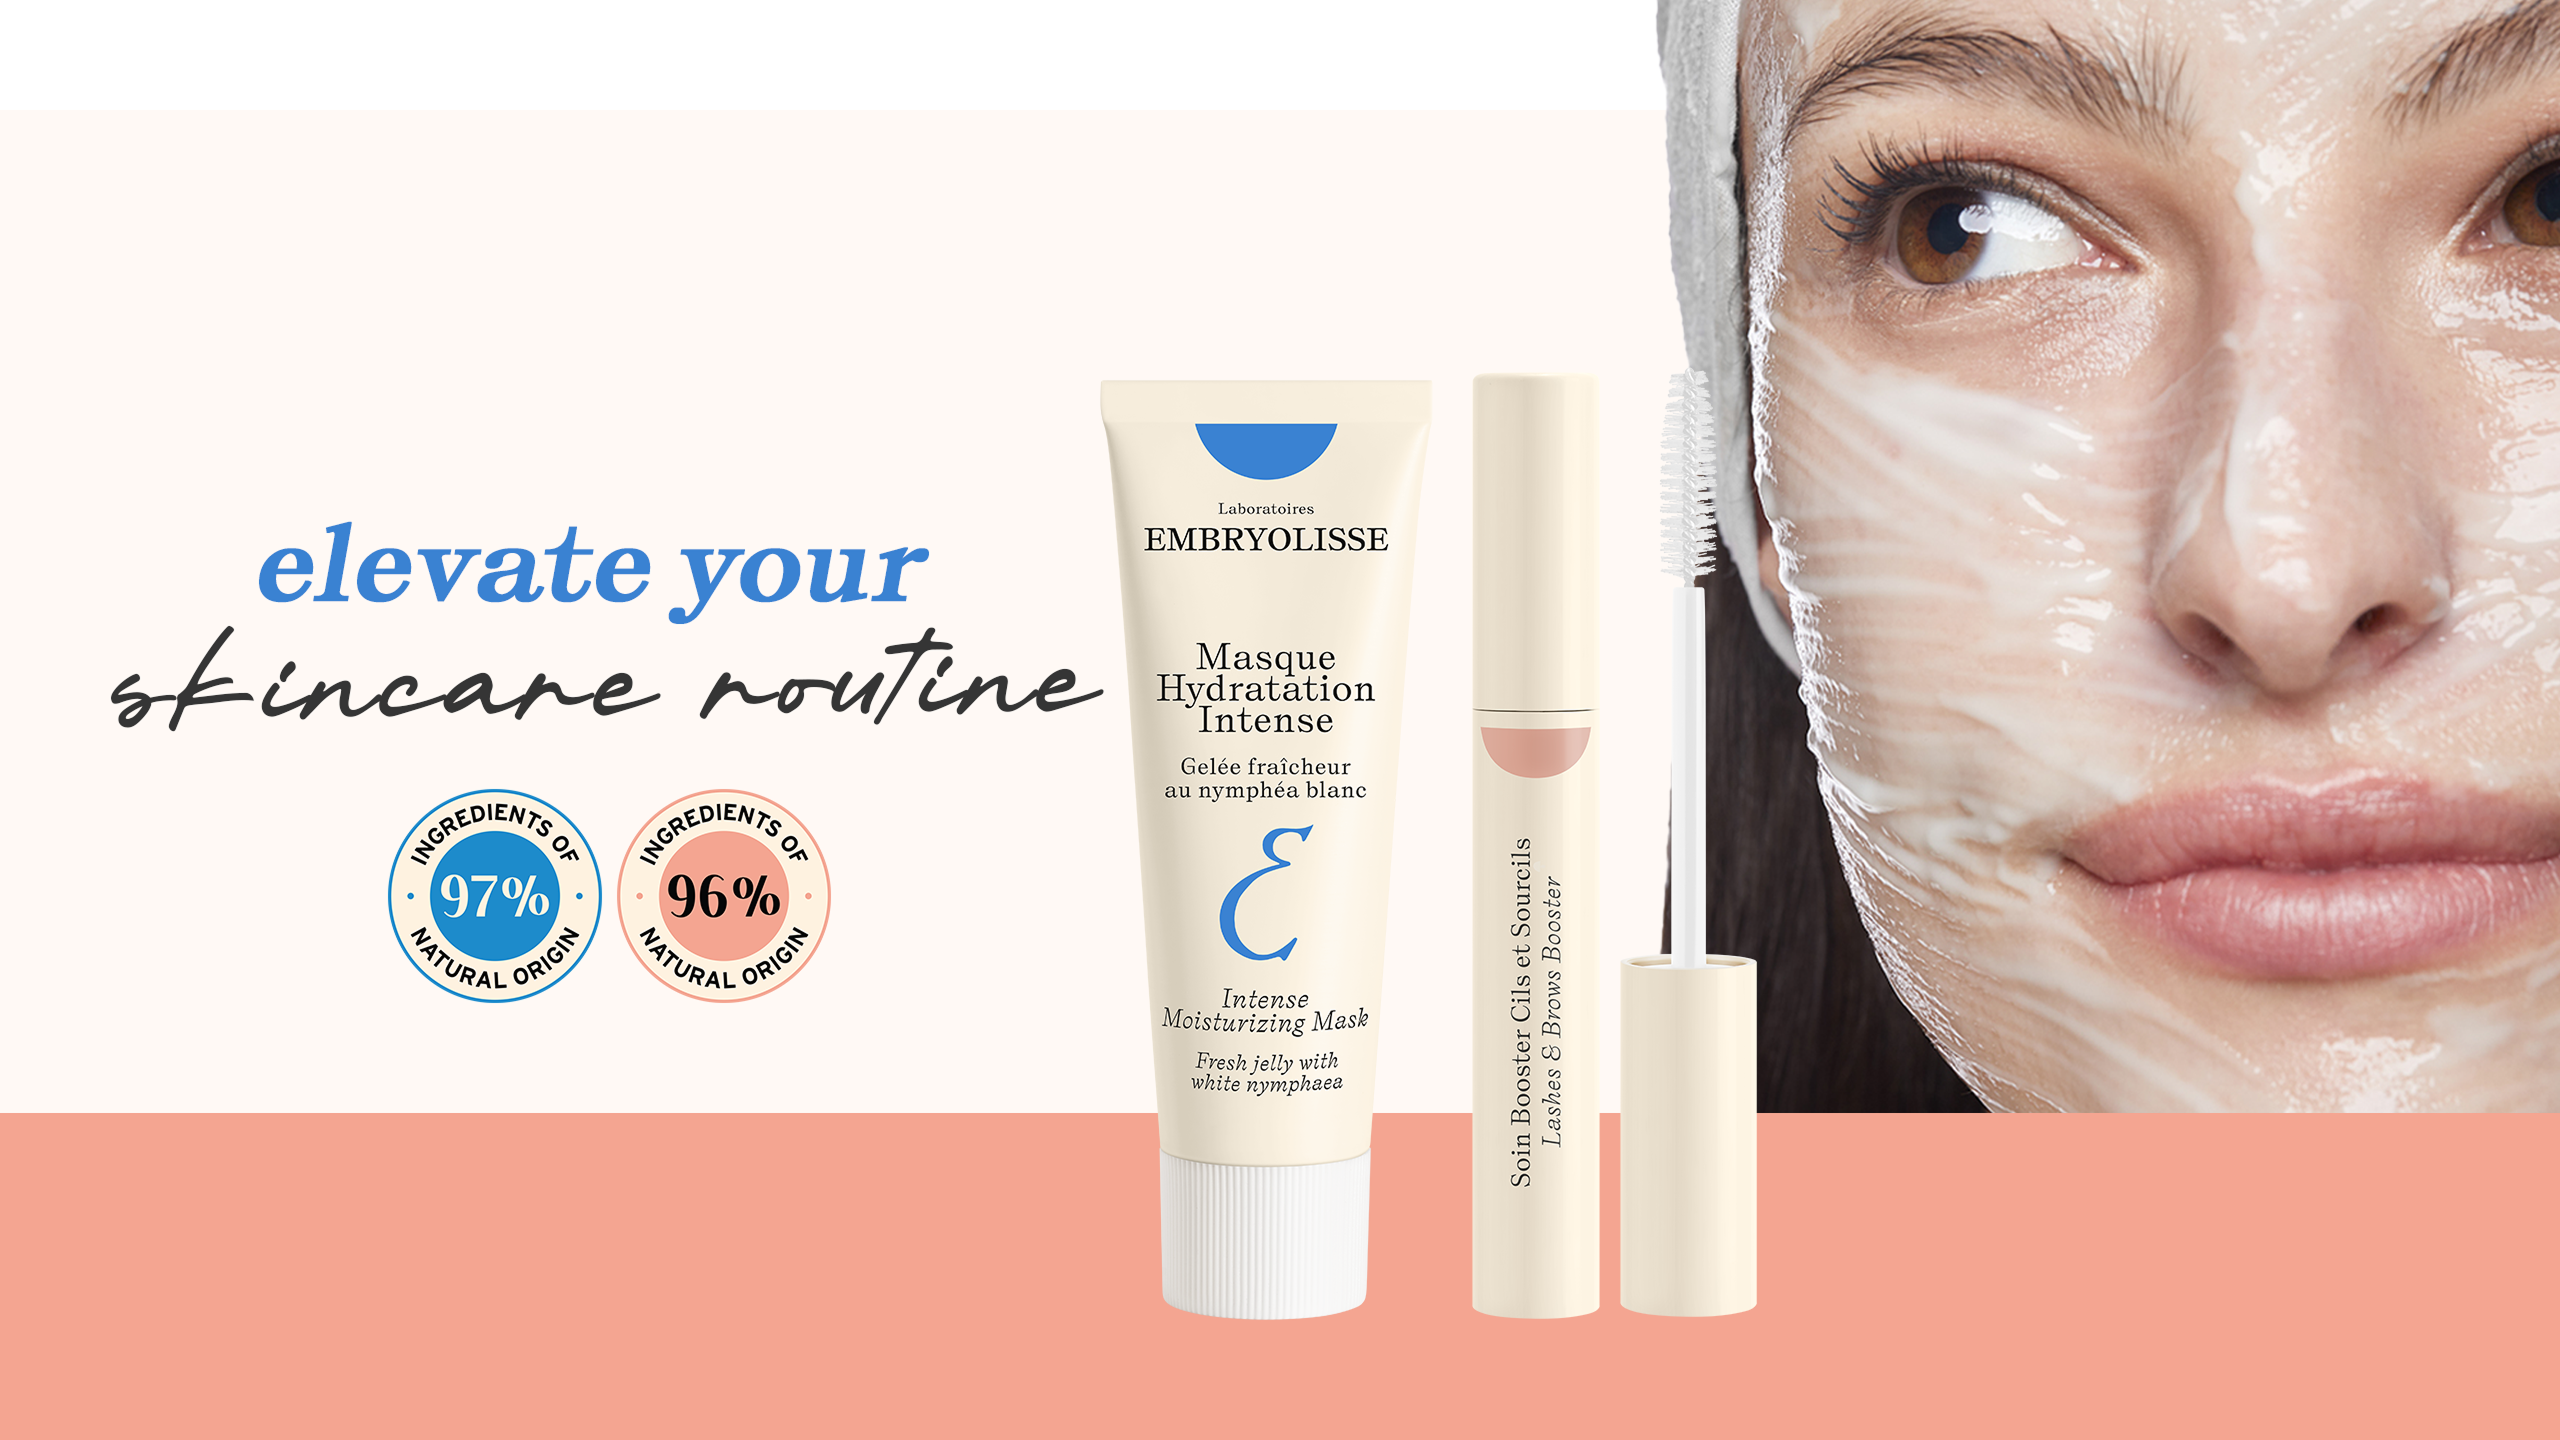 elevate your
skincare routine
INGREDIENTS OF
97%
NATURAL ORIGIN
INGREDIENTS OF
96%
NATURAL ORIGIN
Laboratoires
EMBRYOLISSE
Masque
Hydratation
Intense
Gelée fraîcheur
au nymphéa blanc
E
Intense
Moisturizing Mask
Fresh jelly with
white nymphaea
Soin Booster Cils et Sourcils
Lashes & Brows Booster